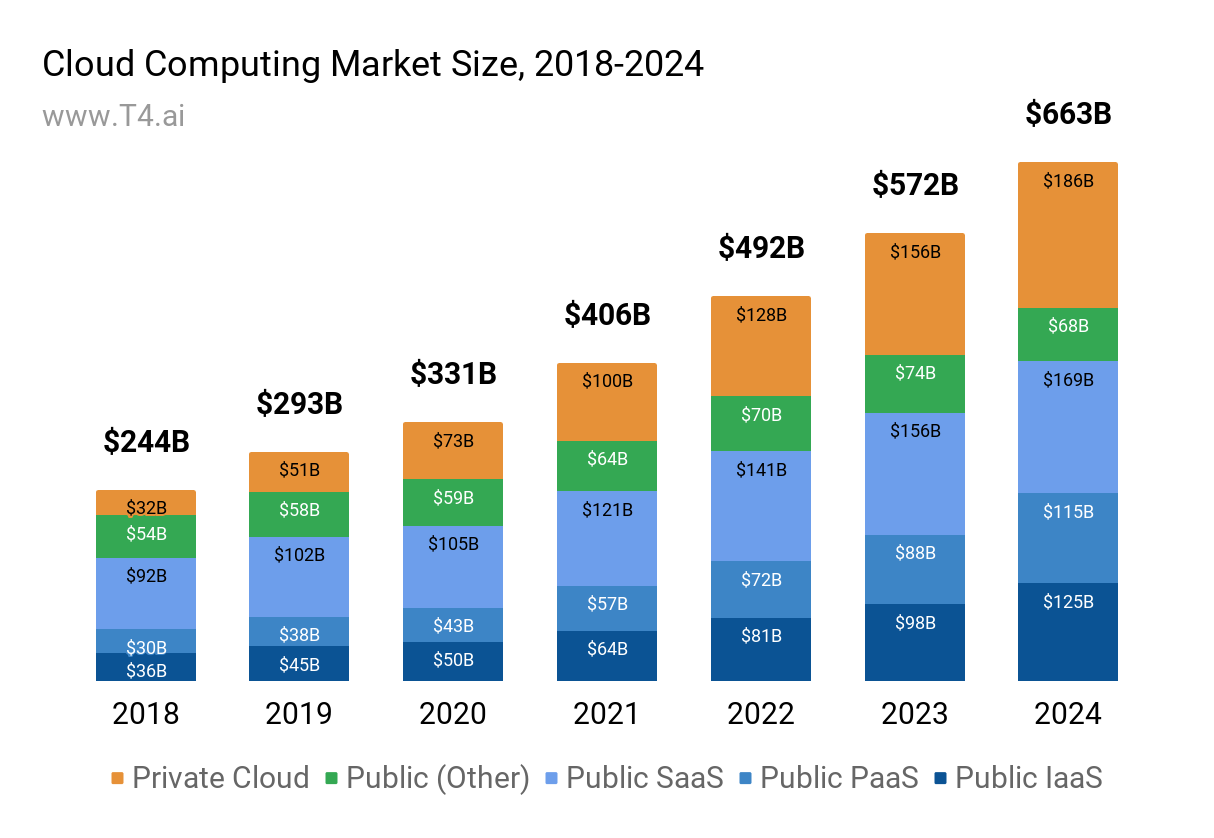 Cloud Computing Market Size, 2018-2024
www.T4.ai
$244B
$293B
$331B
$406B
$492B
$572B
$663B
$32B
$54B
$92B
$30B
$36B
$51B
$58B
$102B
$38B
$45B
$73B
$59B
$105B
$43B
$50B
$100B
$64B
$121B
$57B
$64B
$128B
$70B
$141B
$72B
$81B
$156B
$74B
$156B
$88B
$98B
$186B
$68B
$169B
$115B
$125B
2018 2019 2020 2021 2022 2023 2024
Private Cloud Public (Other) Public SaaS Public PaaS Public IaaS